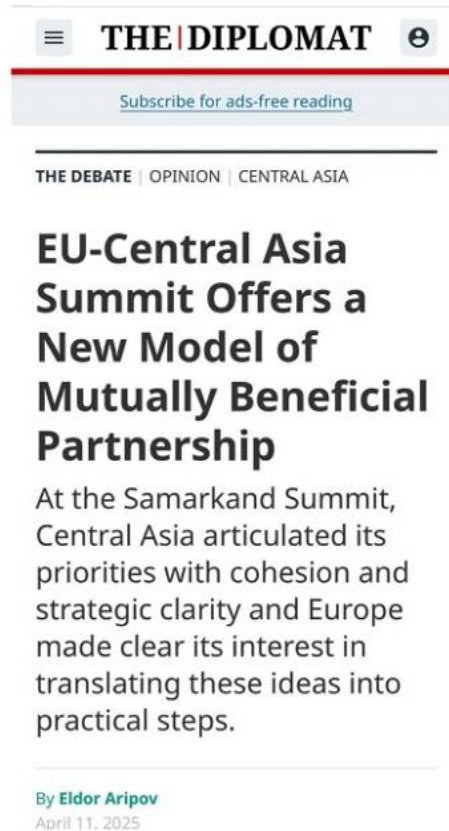 THE|DIPLOMAT
Subscribe for ads-free reading
THE DEBATE | OPINION | CENTRAL ASIA
EU-Central Asia
Summit Offers a
New Model of
Mutually Beneficial
Partnership
At the Samarkand Summit,
Central Asia articulated its
priorities with cohesion and
strategic clarity and Europe
made clear its interest in
translating these ideas into
practical steps.
By Eldor Aripov
April 11, 2025